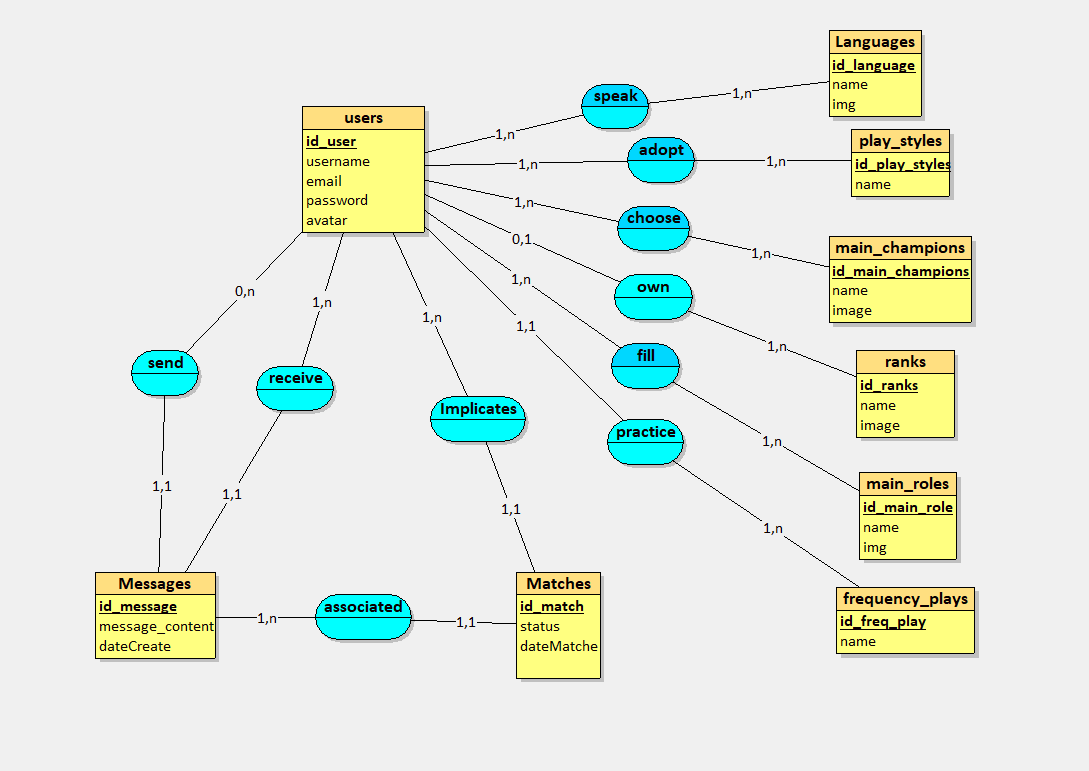 Languages
id_language
name
img
speak
1,n
1,n
users
id_user
username
email
password
avatar
adopt
1,n
1,n
play_styles
id_play_styles
name
choose
1,n
1,n
main_champions
id_main_champions
name
image
own
0,1
1,n
ranks
id_ranks
name
image
fill
1,n
1,n
main_roles
id_main_role
name
img
practice
1,1
1,n
frequency_plays
id_freq_play
name
0,n
send
1,1
1,n
receive
1,1
1,n
Implicates
1,1
Messages
id_message
message_content
dateCreate
1,n
associated
1,1
Matches
id_match
status
dateMatche